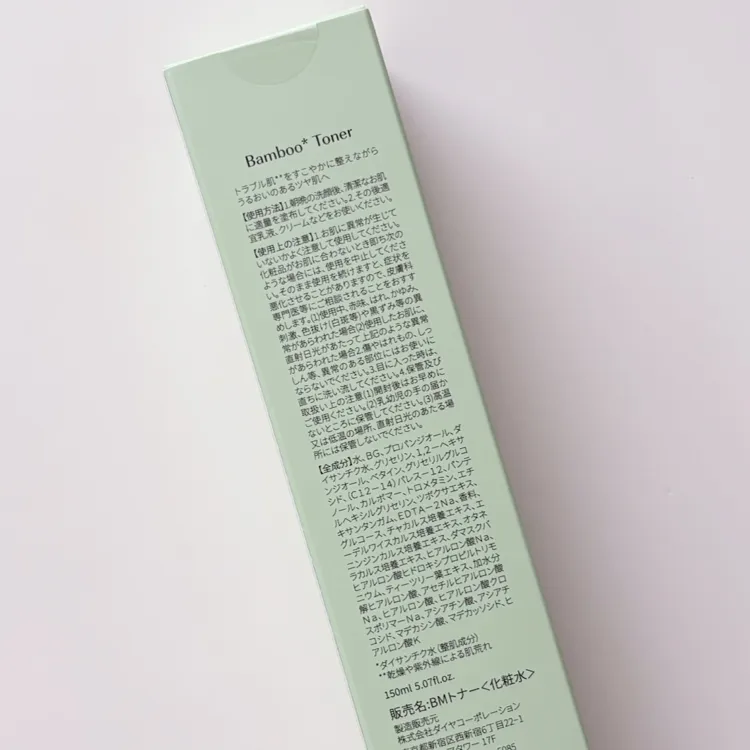 Bamboo* Toner
トラブル肌**をすこやかに整えながら
うるおいのあるツヤ肌へ
【使用方法】1.朝晩の洗顔後、清潔なお肌
に適量を塗布してください。2.その後適
宜乳液、クリームなどをお使いください。
【使用上の注意】1.お肌に異常が生じて
いないかよく注意して使用してください。
化粧品がお肌に合わないとき即ち次の
ような場合には、使用を中止してくださ
い。そのまま使用を続けますと、症状を
悪化させることがありますので、皮膚科
専門医等にご相談されることをおすす
めします。(1)使用中、赤味、はれ、かゆみ、
刺激、色抜け(白斑等)や黒ずみ等の異
常があらわれた場合(2)使用したお肌に、
直射日光があたって上記のような異常
があらわれた場合2.傷やはれもの、しっ
しん等、異常のある部位にはお使いに
ならないでください。3.目に入った時は、
直ちに洗い流してください。4.保管及び
取扱い上の注意(1)開封後はお早めに
ご使用ください。(2)乳幼児の手の届か
ないところに保管してください。(3)高温
又は低温の場所、直射日光のあたる場
所には保管しないでください。
【全成分】水、BG、プロパンジオール、ダ
イサンチク水、グリセリン、1,2-ヘキサ
ンジオール、ベタイン、グリセリルグルコ
シド、(C12-14)パレス-12、パンテ
ノール、カルボマー、トロメタミン、エチ
ルヘキシルグリセリン、ツボクサエキス、
キサンタンガム、EDTA-2Na、香料、
グルコース、チャカルス培養エキス、エ
ーデルワイスカルス培養エキス、オタネ
ニンジンカルス培養エキス、ダマスクバ
ラカルス培養エキス、ヒアルロン酸Na、
ヒアルロン酸ヒドロキシプロピルトリモ
ニウム、ティーツリー葉エキス、加水分
解ヒアルロン酸、アセチルヒアルロン酸
Na、ヒアルロン酸、ヒアルロン酸クロ
スポリマーNa、アシアチン酸、アシアチ
コシド、マデカシン酸、マデカッソシド、ヒ
アルロン酸K
*ダイサンチク水(整肌成分)
**乾燥や紫外線による肌荒れ
150ml 5.07fl.oz.
販売名:BMトナー<化粧水>
製造販売元
株式会社ダイヤコーポレーション
東京都新宿区西新宿6丁目22-1
タワー 17F